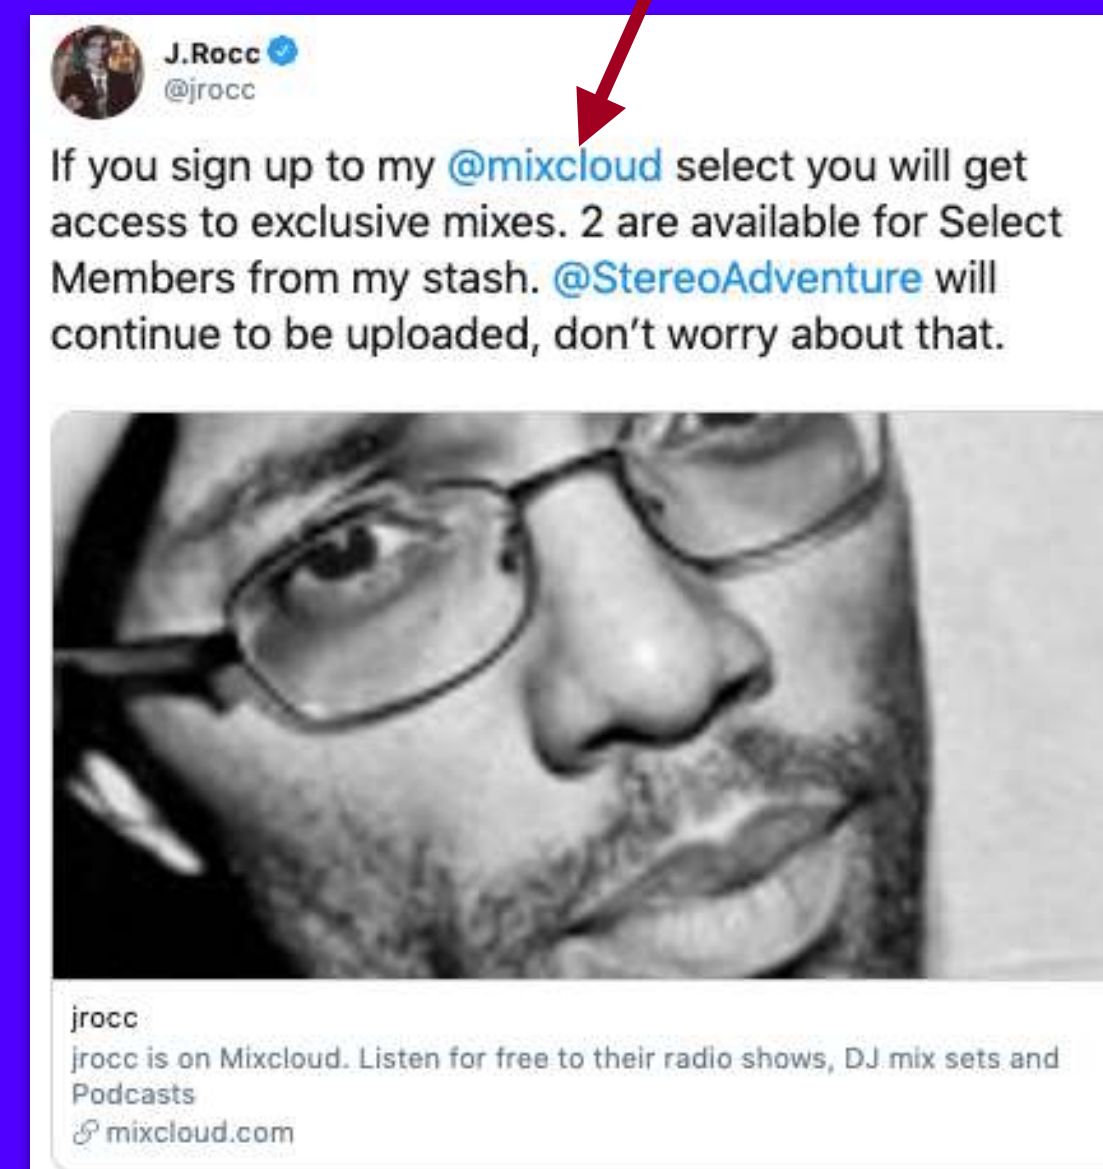 J.Rocc
@jrocc
If you sign up to my @mixcloud select you will get
access to exclusive mixes. 2 are available for Select
Members from my stash. @StereoAdventure will
continue to be uploaded, don’t worry about that.
jrocc
jrocc is on Mixcloud. Listen for free to their radio shows, DJ mix sets and
Podcasts
mixcloud.com